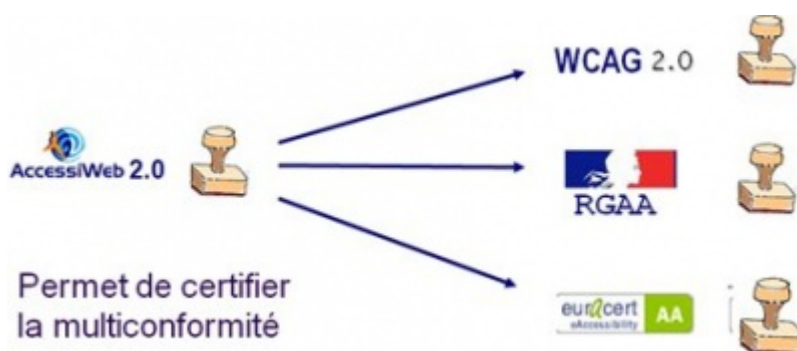 WCAG 2.0
AccessiWeb 2.0
RGAA
Permet de certifier
la multiconformité
euracert
eAccessibility
AA